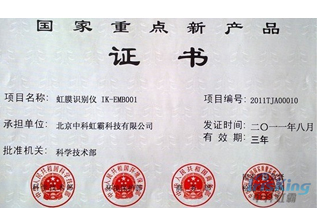 国家重点新产品
证书
项目名称: 虹膜识别仪 IK-EMB001
项目编号: 2011TJA00010
承担单位: 北京中科虹霸科技有限公司
发证时间: 二〇一一年八月
有效期: 三年
批准机关: 科学技术部